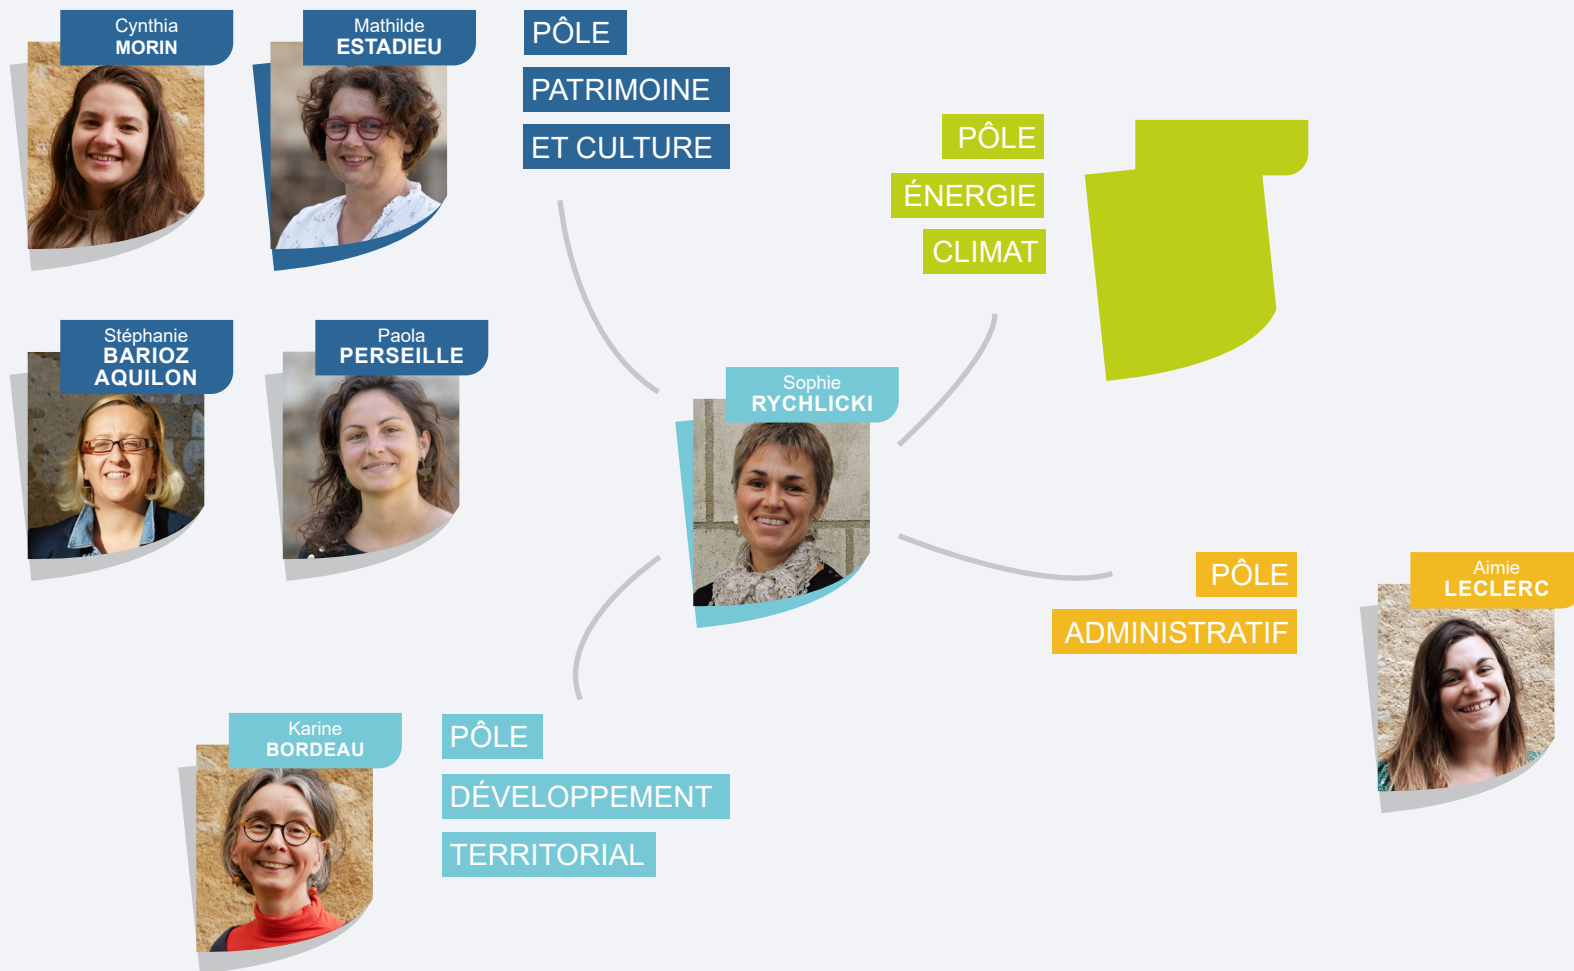 Cynthia
MORIN
Mathilde
ESTADIEU
PÔLE
PATRIMOINE
ET CULTURE
PÔLE
ÉNERGIE
CLIMAT
Stéphanie
BARIOZ
AQUILON
Paola
PERSEILLE
Sophie
RYCHLICKI
PÔLE
ADMINISTRATIF
Aimie
LECLERC
Karine
BORDEAU
PÔLE
DÉVELOPPEMENT
TERRITORIAL